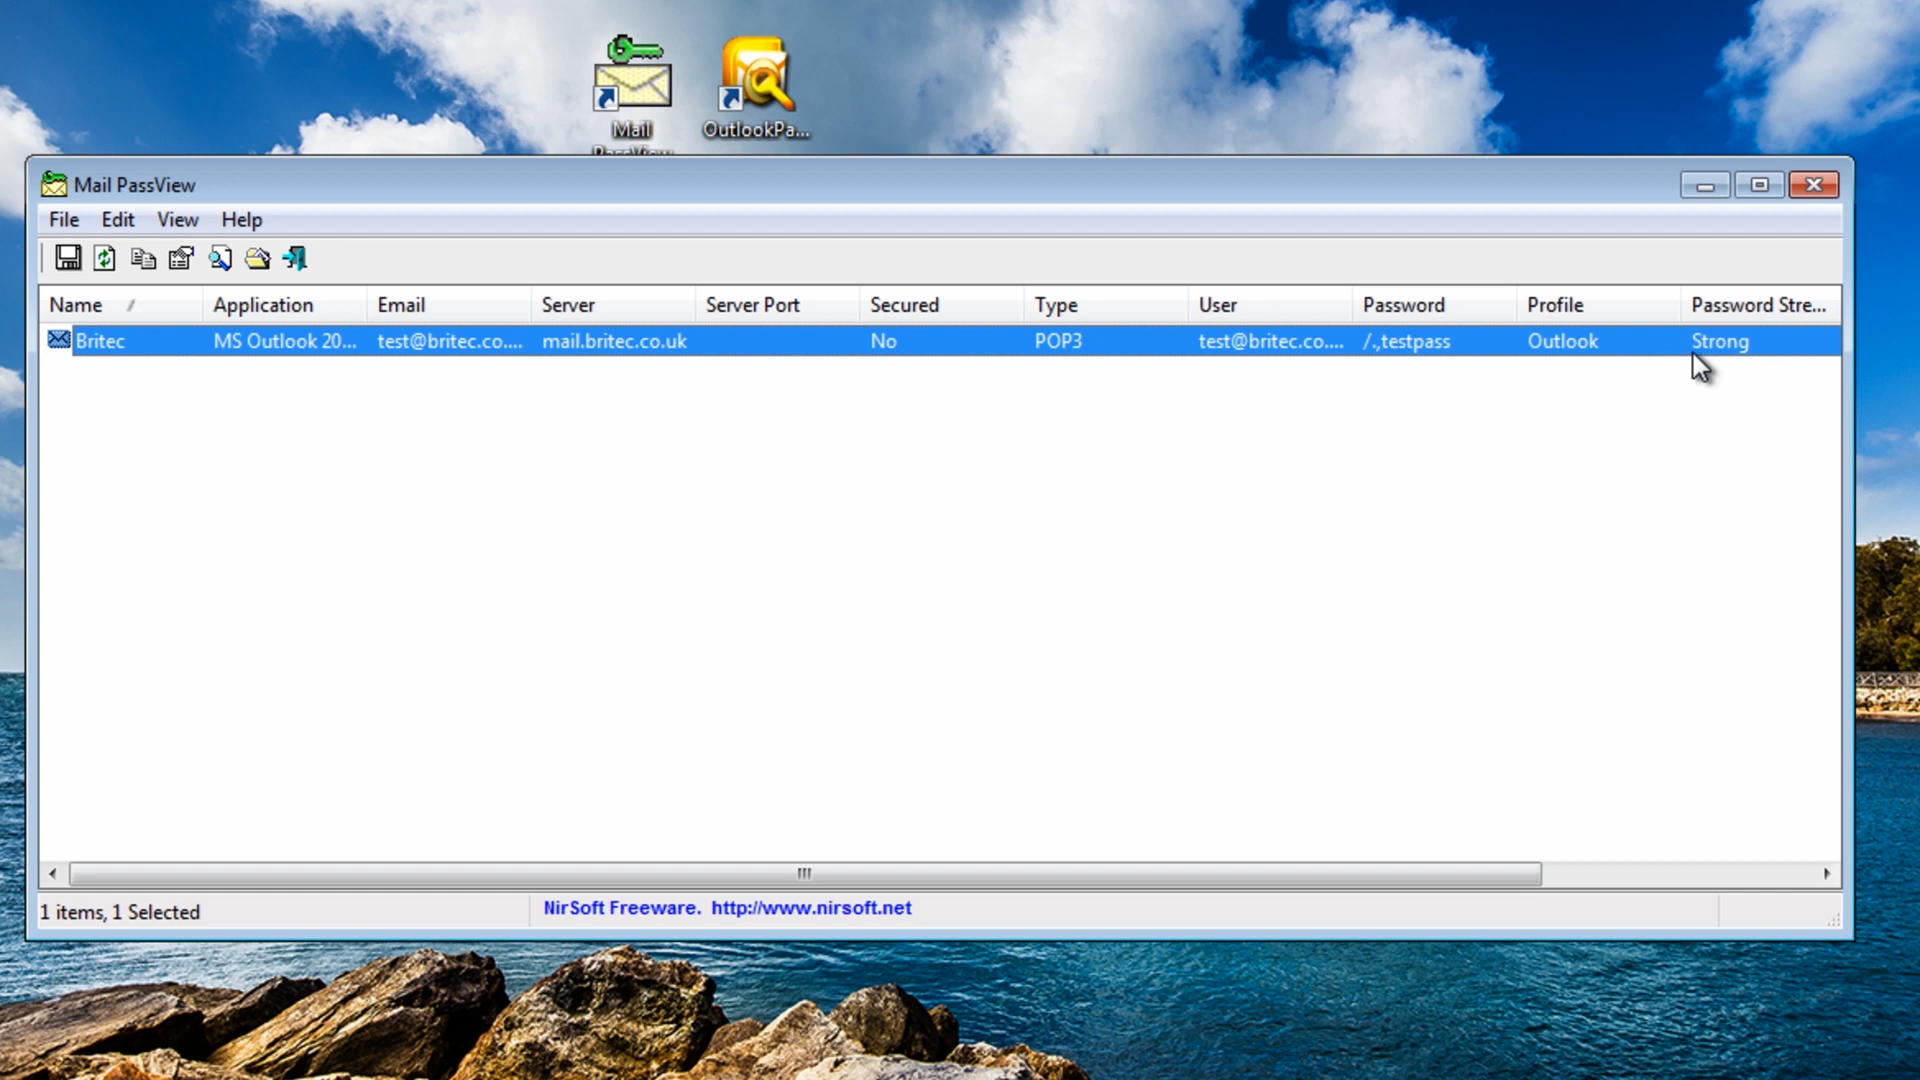 Mail
PassView
OutlookPa...
Mail PassView
File Edit View Help
Name / Application Email Server Server Port Secured Type User Password Profile Password Stre...
Britec MS Outlook 20... test@britec.co.... mail.britec.co.uk No POP3 test@britec.co.... /.,testpass Outlook Strong
1 items, 1 Selected
NirSoft Freeware. http://www.nirsoft.net